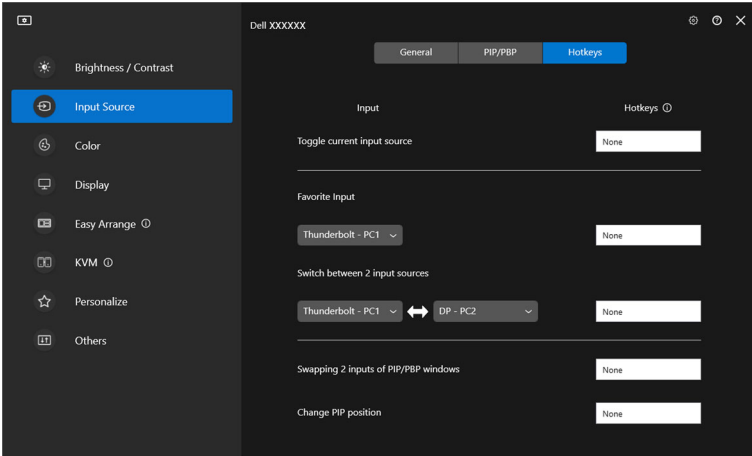 Dell XXXXXX
General PIP/PBP Hotkeys
Brightness / Contrast
Input Source
Color
Display
Easy Arrange
KVM
Personalize
Others
Input Hotkeys
Toggle current input source None
Favorite Input
Thunderbolt - PC1 None
Switch between 2 input sources
Thunderbolt - PC1 DP - PC2 None
Swapping 2 inputs of PIP/PBP windows None
Change PIP position None